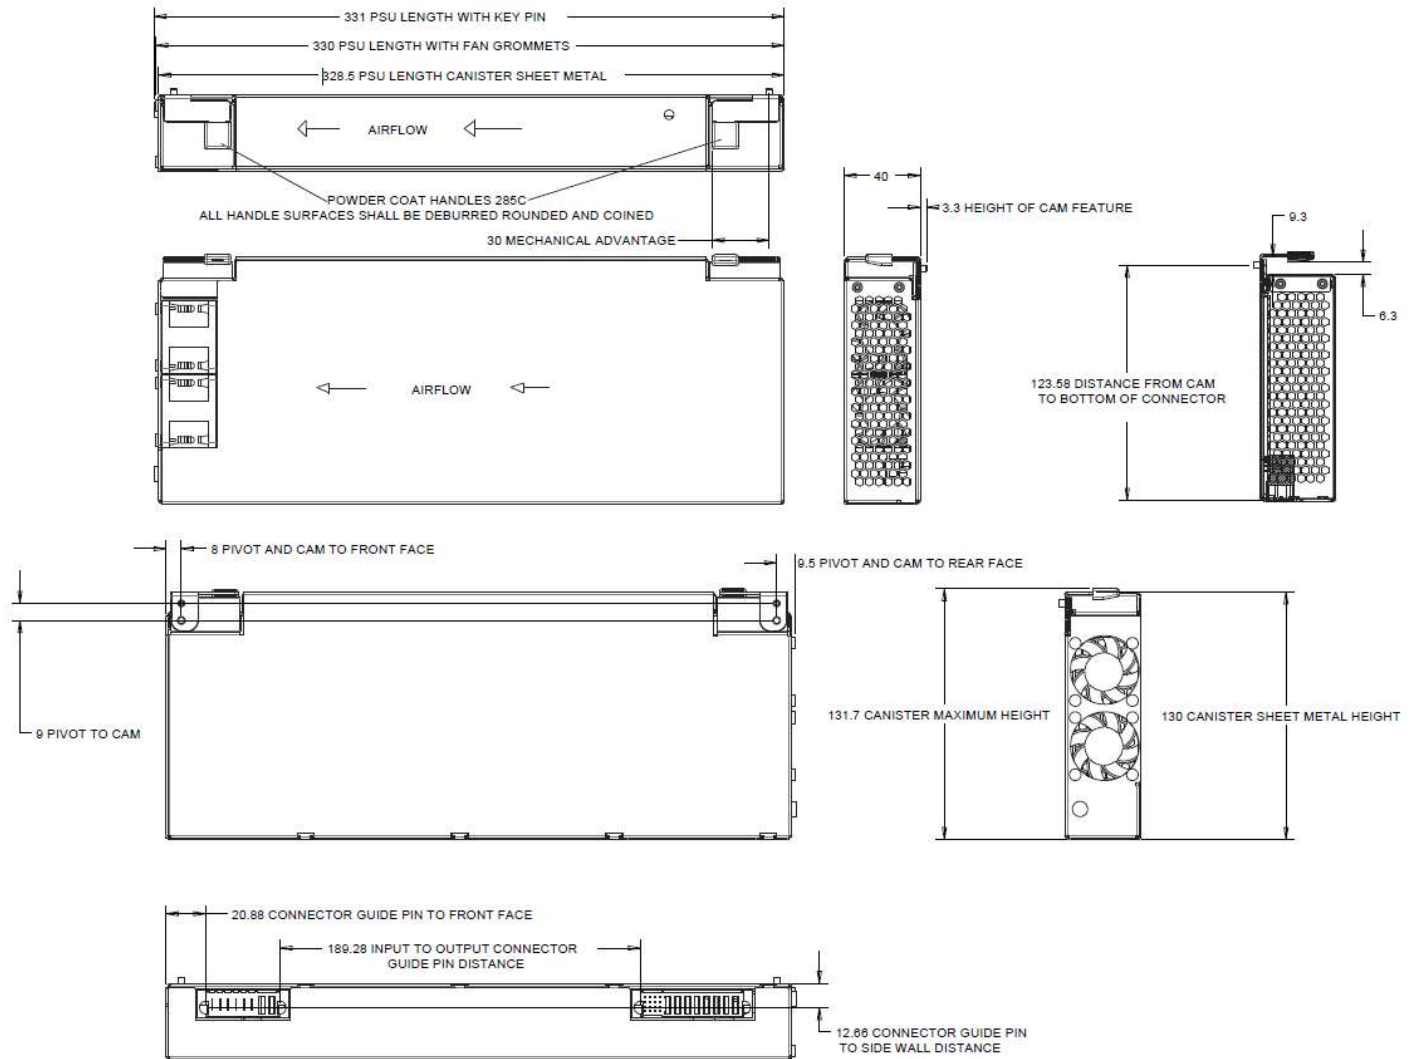 331 PSU LENGTH WITH KEY PIN
330 PSU LENGTH WITH FAN GROMMETS
328.5 PSU LENGTH CANISTER SHEET METAL
AIRFLOW
POWDER COAT HANDLES 285C
ALL HANDLE SURFACES SHALL BE DEBURRED ROUNDED AND COINED
30 MECHANICAL ADVANTAGE
40
3.3 HEIGHT OF CAM FEATURE
9.3
6.3
AIRFLOW
123.58 DISTANCE FROM CAM
TO BOTTOM OF CONNECTOR
8 PIVOT AND CAM TO FRONT FACE
9.5 PIVOT AND CAM TO REAR FACE
9 PIVOT TO CAM
131.7 CANISTER MAXIMUM HEIGHT
130 CANISTER SHEET METAL HEIGHT
20.88 CONNECTOR GUIDE PIN TO FRONT FACE
189.28 INPUT TO OUTPUT CONNECTOR
GUIDE PIN DISTANCE
12.66 CONNECTOR GUIDE PIN
TO SIDE WALL DISTANCE